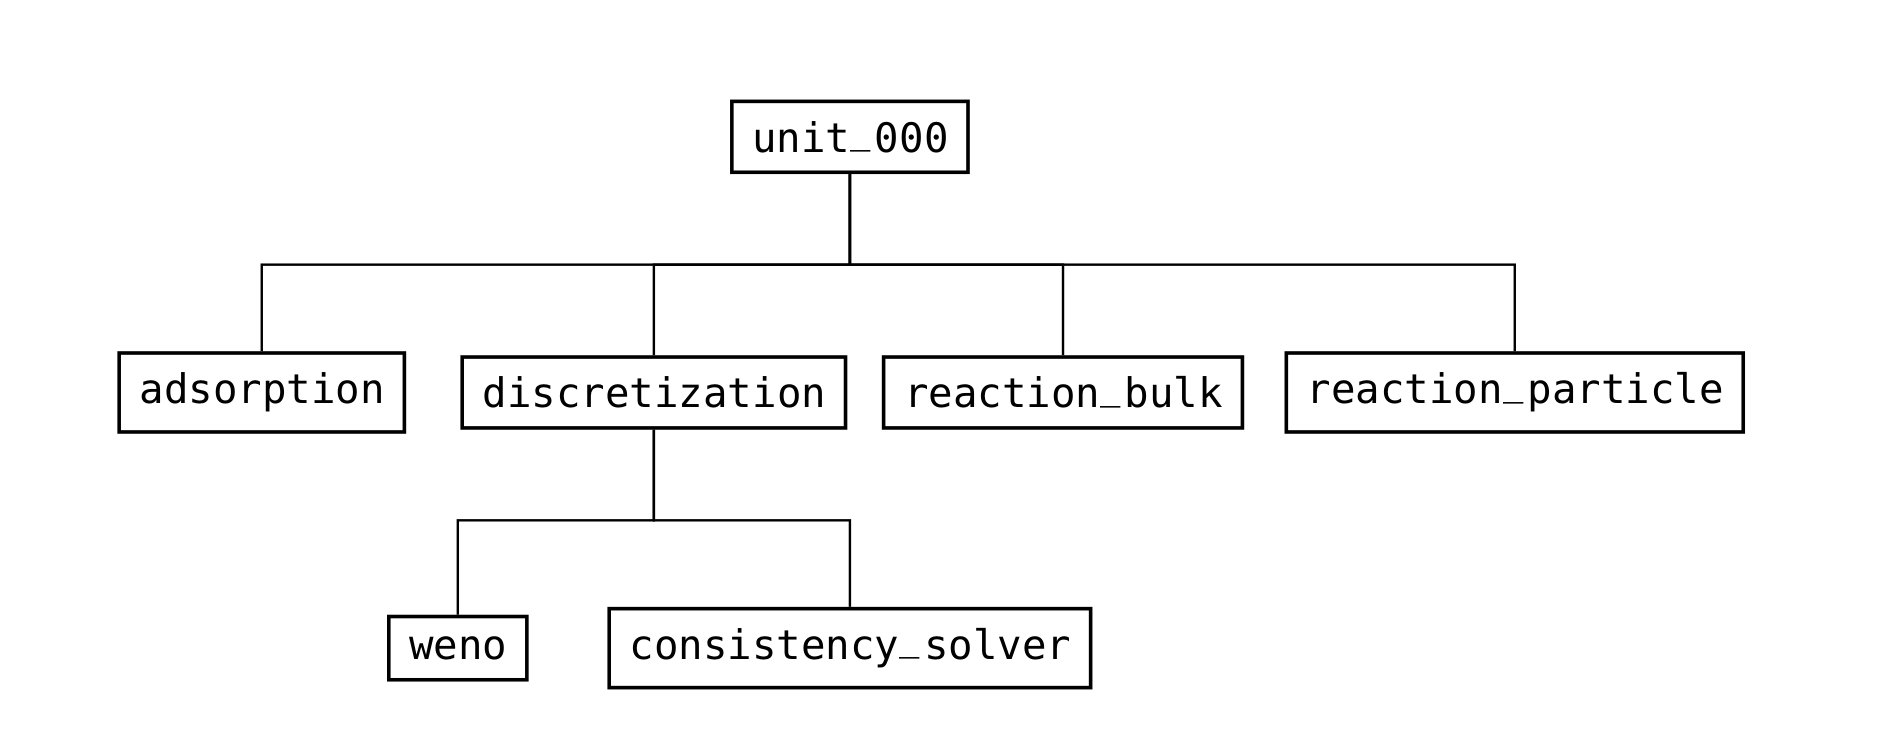 unit_000
adsorption
discretization
reaction_bulk
reaction_particle
weno
consistency_solver